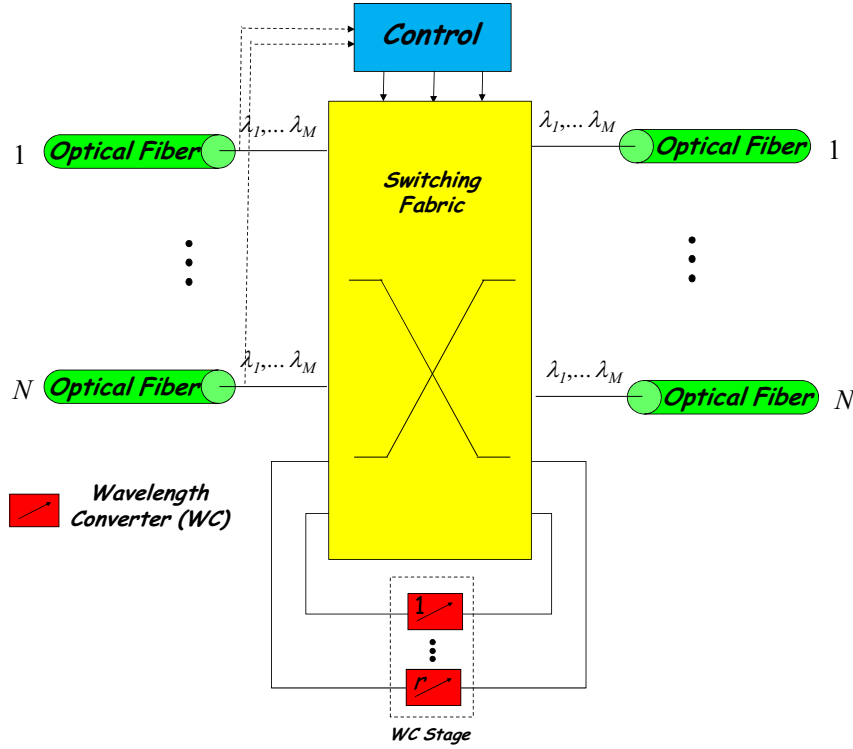 Control
λ1,... λM
λ1,... λM
1
Optical Fiber
Optical Fiber
1
Switching
Fabric
λ1,... λM
λ1,... λM
N
Optical Fiber
Optical Fiber
N
Wavelength
Converter (WC)
1
r
WC Stage